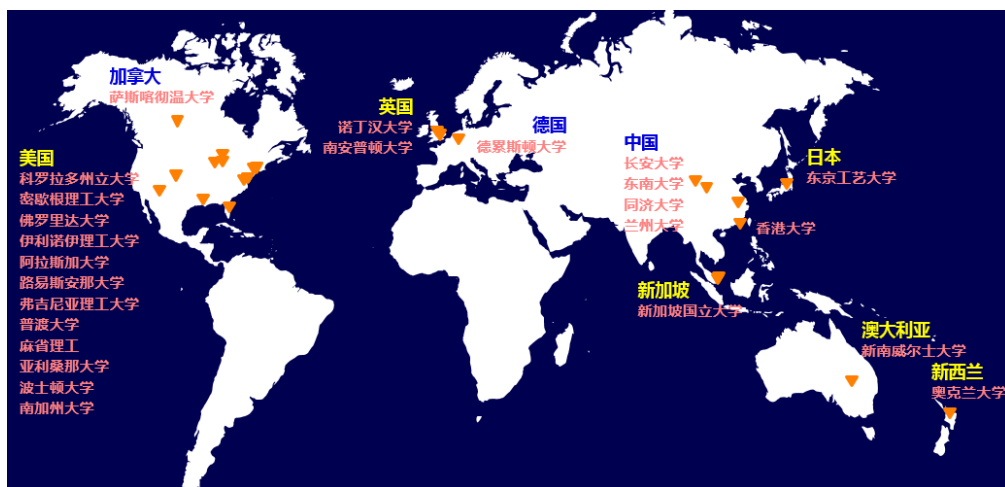 加拿大
萨斯喀彻温大学
美国
科罗拉多州立大学
密歇根理工大学
佛罗里达大学
伊利诺伊理工大学
阿拉斯加大学
路易斯安那大学
弗吉尼亚理工大学
普渡大学
麻省理工
亚利桑那大学
波士顿大学
南加州大学
英国
诺丁汉大学
南安普顿大学
德国
德累斯顿大学
中国
长安大学
东南大学
同济大学
兰州大学
香港大学
日本
东京工艺大学
新加坡
新加坡国立大学
澳大利亚
新南威尔士大学
新西兰
奥克兰大学